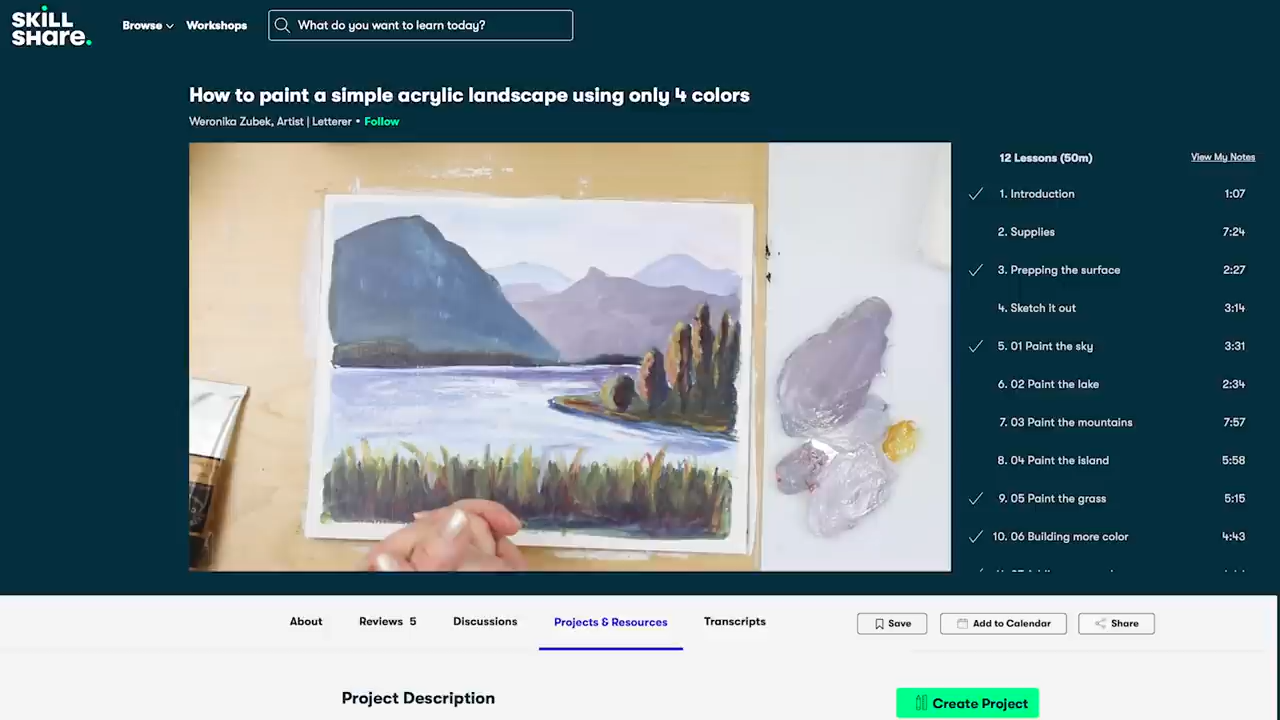 SKILL
SHare.
Browse
Workshops
What do you want to learn today?
How to paint a simple acrylic landscape using only 4 colors
Weronika Zubek, Artist | Letterer • Follow
12 Lessons (50m)
View My Notes
1. Introduction 1:07
2. Supplies 7:24
3. Prepping the surface 2:27
4. Sketch it out 3:14
5. 01 Paint the sky 3:31
6. 02 Paint the lake 2:34
7. 03 Paint the mountains 7:57
8. 04 Paint the island 5:58
9. 05 Paint the grass 5:15
10. 06 Building more color 4:43
About
Reviews 5
Discussions
Projects & Resources
Transcripts
Save
Add to Calendar
Share
Project Description
Create Project